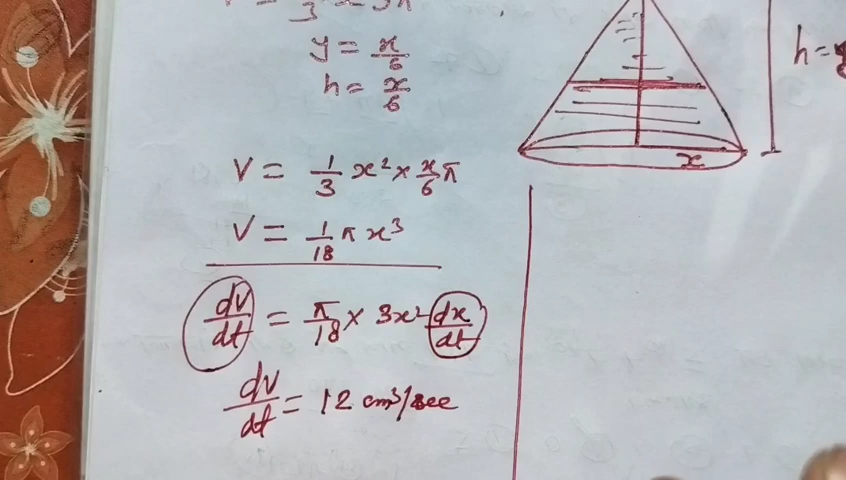 y = x/6
h = x/6
V = 1/3 x² × x/6 π
V = 1/18 π x³
dV/dt = π/18 × 3x² dx/dt
dV/dt = 12 cm³/sec
h =
x